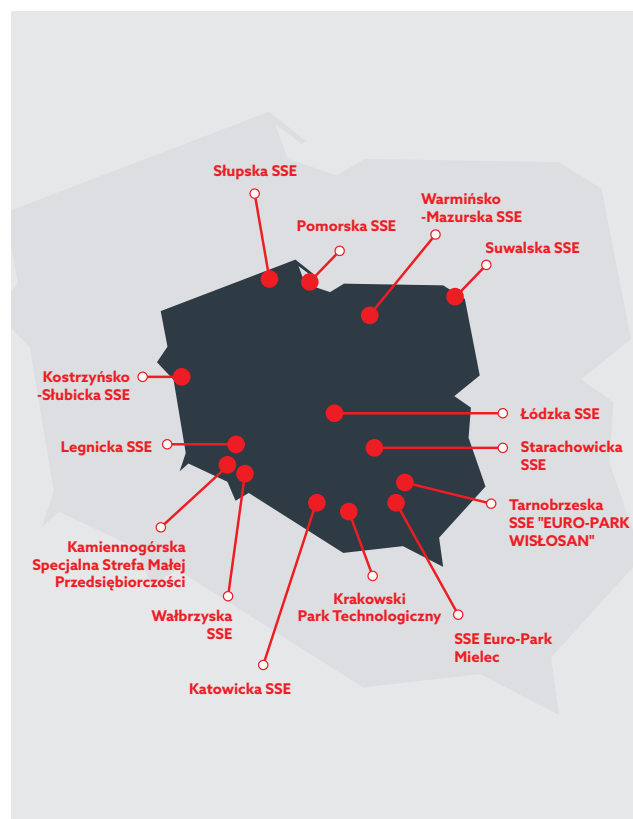 Słupska SSE
Warmińsko
-Mazurska SSE
Pomorska SSE
Suwalska SSE
Kostrzyńsko
-Słubicka SSE
Łódzka SSE
Legnicka SSE
Starachowicka
SSE
Tarnobrzeska
SSE "EURO-PARK
WISŁOSAN"
Kamiennogórska
Specjalna Strefa Małej
Przedsiębiorczości
Krakowski
Park Technologiczny
Wałbrzyska
SSE
SSE Euro-Park
Mielec
Katowicka SSE